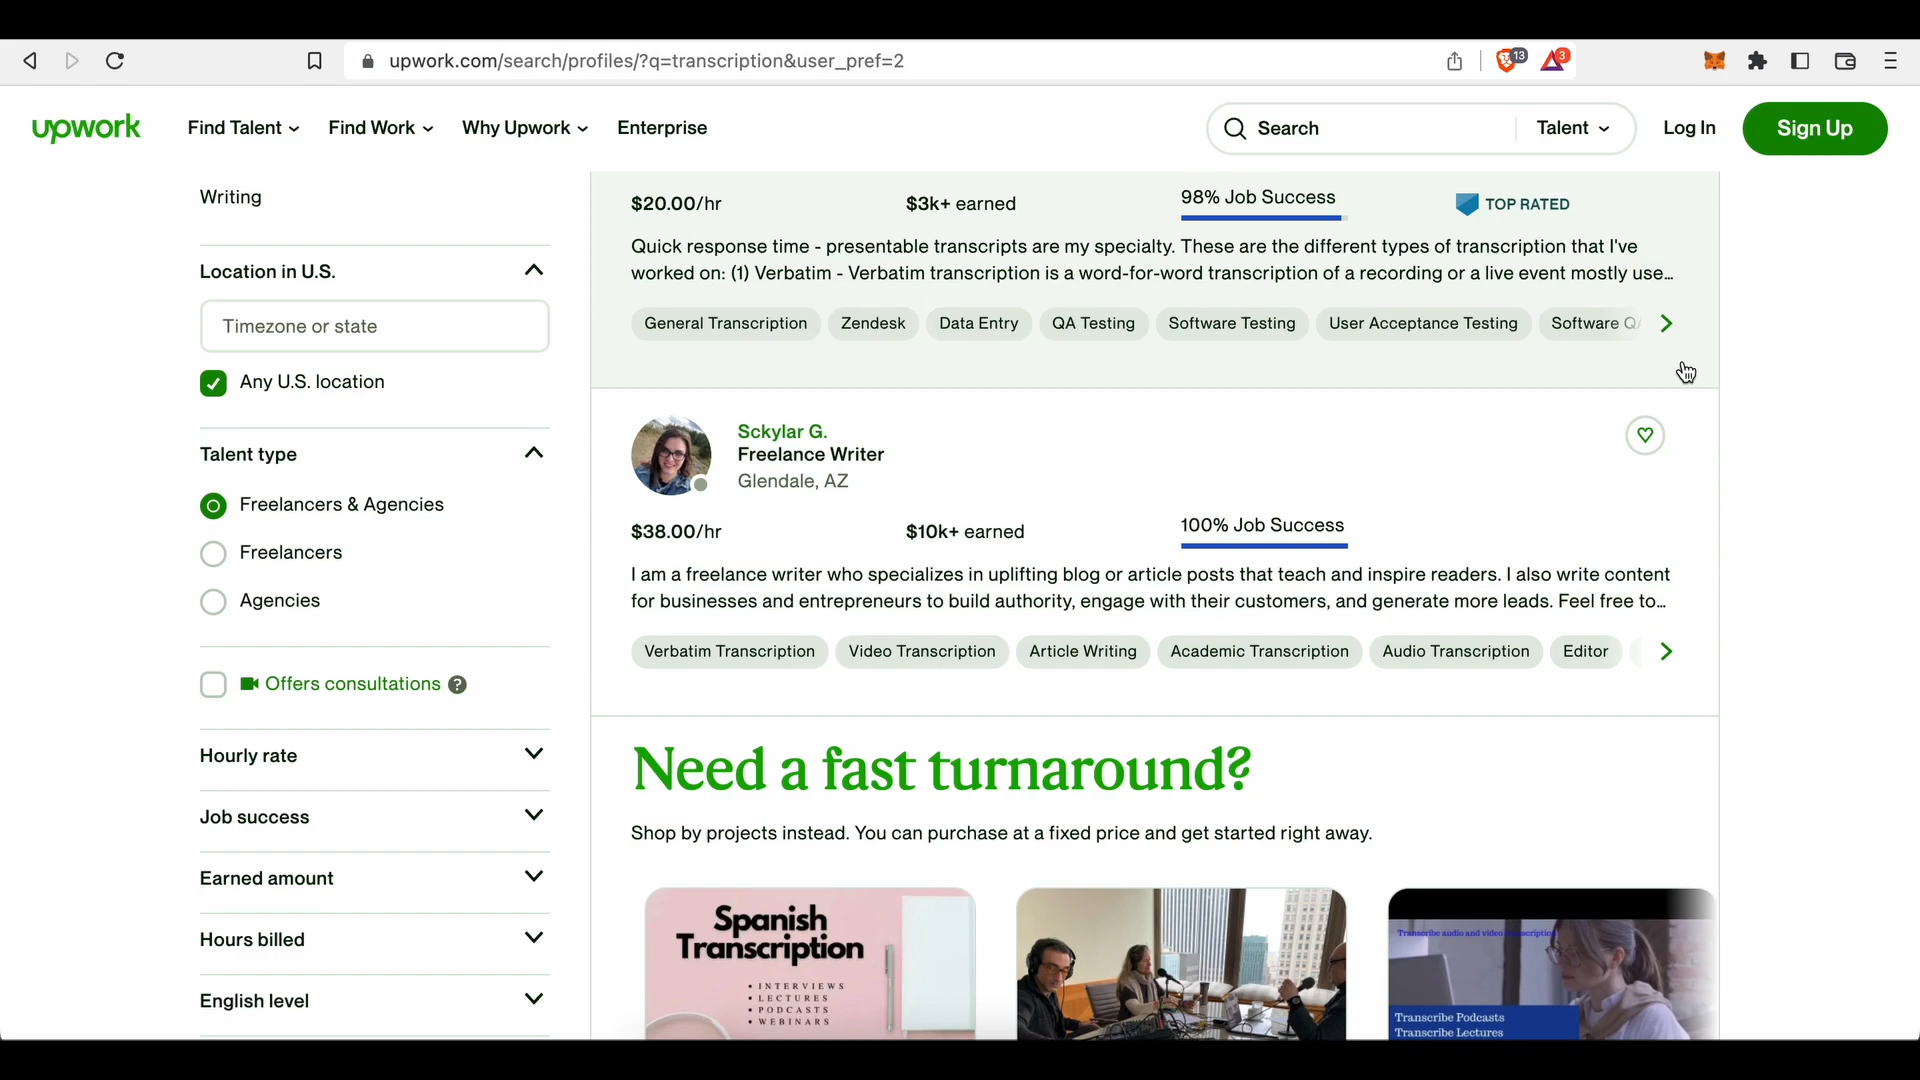 upwork.com/search/profiles/?q=transcription&user_pref=2
13
3
upwork
Find Talent
Find Work
Why Upwork
Enterprise
Search
Talent
Log In
Sign Up
Writing
Location in U.S.
Timezone or state
Any U.S. location
Talent type
Freelancers & Agencies
Freelancers
Agencies
Offers consultations ?
Hourly rate
Job success
Earned amount
Hours billed
English level
$20.00/hr
$3k+ earned
98% Job Success
TOP RATED
Quick response time - presentable transcripts are my specialty. These are the different types of transcription that I've
worked on: (1) Verbatim - Verbatim transcription is a word-for-word transcription of a recording or a live event mostly use...
General Transcription
Zendesk
Data Entry
QA Testing
Software Testing
User Acceptance Testing
Software
Sckylar G.
Freelance Writer
Glendale, AZ
$38.00/hr
$10k+ earned
100% Job Success
I am a freelance writer who specializes in uplifting blog or article posts that teach and inspire readers. I also write content
for businesses and entrepreneurs to build authority, engage with their customers, and generate more leads. Feel free to...
Verbatim Transcription
Video Transcription
Article Writing
Academic Transcription
Audio Transcription
Editor
Need a fast turnaround?
Shop by projects instead. You can purchase at a fixed price and get started right away.
Spanish
Transcription
• INTERVIEWS
• LECTURES
• PODCASTS
• WEBINARS
Transcribe audio and video
Transcribe Podcasts
Transcribe Lectures